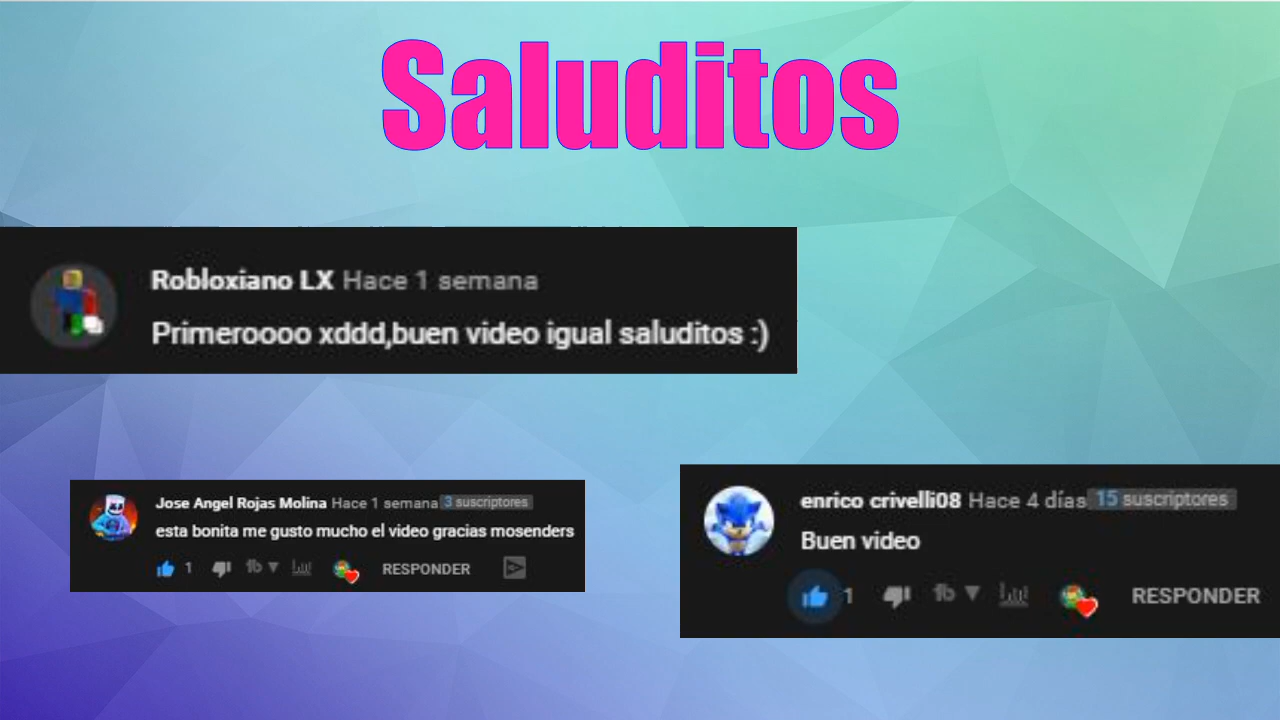 Saluditos
Robloxiano LX Hace 1 semana
Primeroooo xddd,buen video igual saluditos :)
Jose Angel Rojas Molina Hace 1 semana 3 suscriptores
esta bonita me gusto mucho el video gracias mosenders
1 RESPONDER
enrico crivelli08 Hace 4 días 15 suscriptores
Buen video
1 RESPONDER